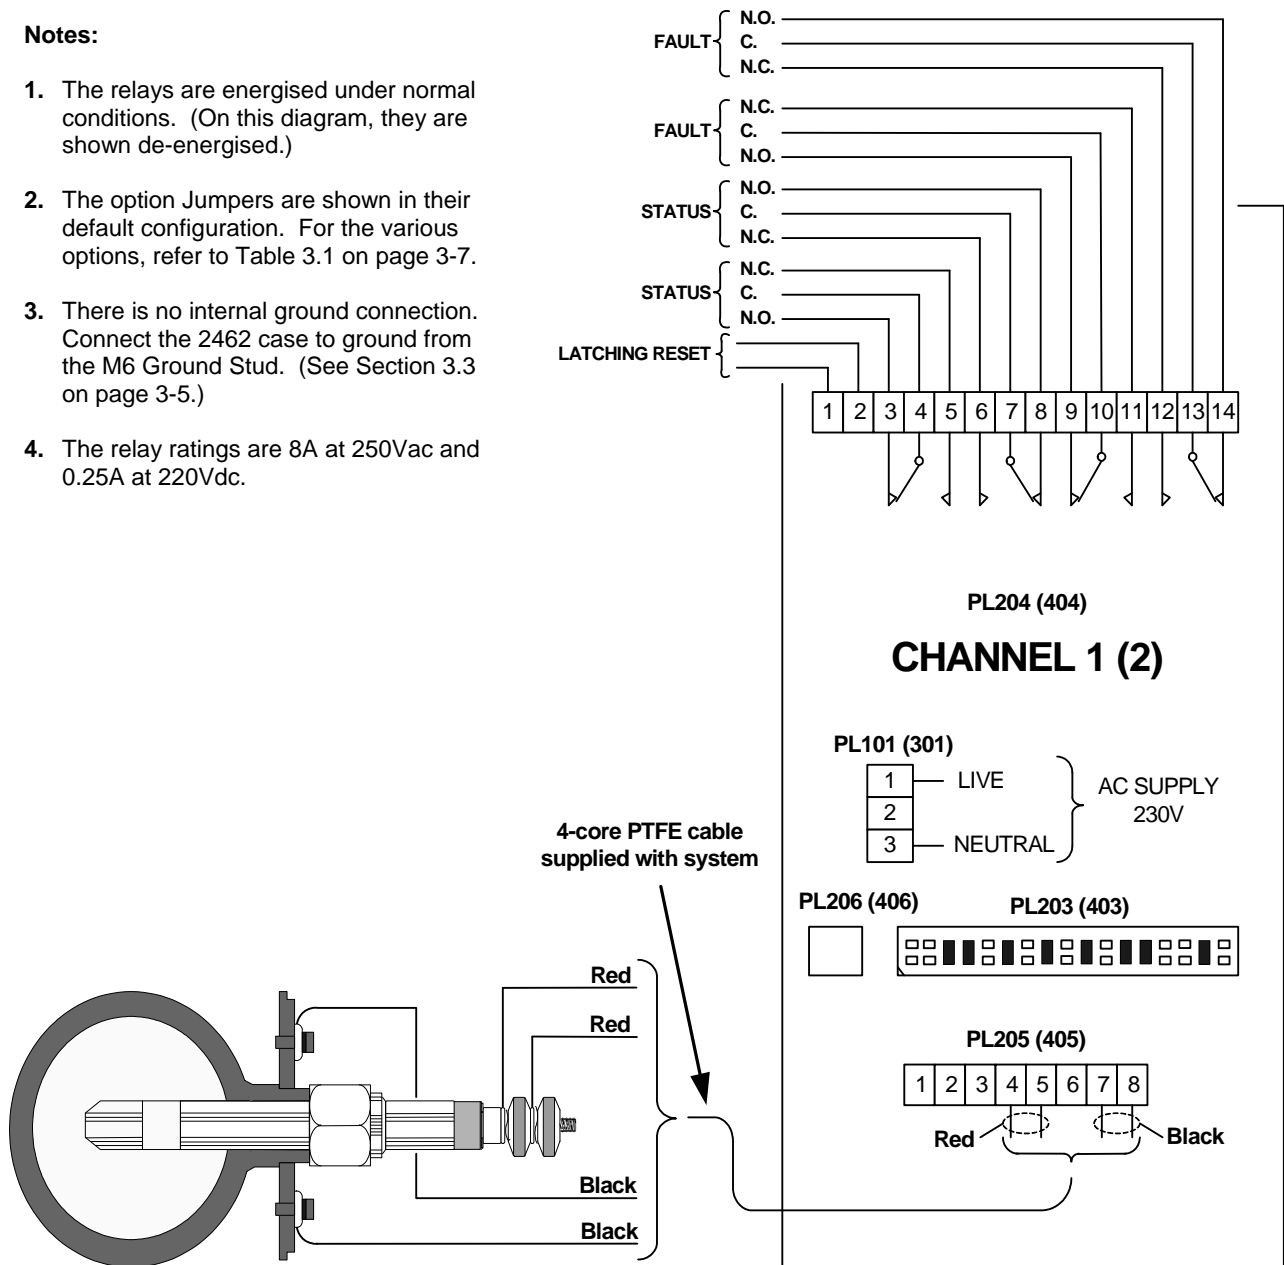 Notes:
1. The relays are energised under normal
conditions. (On this diagram, they are
shown de-energised.)
2. The option Jumpers are shown in their
default configuration. For the various
options, refer to Table 3.1 on page 3-7.
3. There is no internal ground connection.
Connect the 2462 case to ground from
the M6 Ground Stud. (See Section 3.3
on page 3-5.)
4. The relay ratings are 8A at 250Vac and
0.25A at 220Vdc.
FAULT
N.O.
C.
N.C.
FAULT
N.C.
C.
N.O.
STATUS
N.O.
C.
N.C.
STATUS
N.C.
C.
N.O.
LATCHING RESET
1 2 3 4 5 6 7 8 9 10 11 12 13 14
PL204 (404)
CHANNEL 1 (2)
PL101 (301)
1 LIVE
2
3 NEUTRAL
AC SUPPLY
230V
4-core PTFE cable
supplied with system
PL206 (406)
PL203 (403)
Red
Red
Black
Black
PL205 (405)
1 2 3 4 5 6 7 8
Red
Black